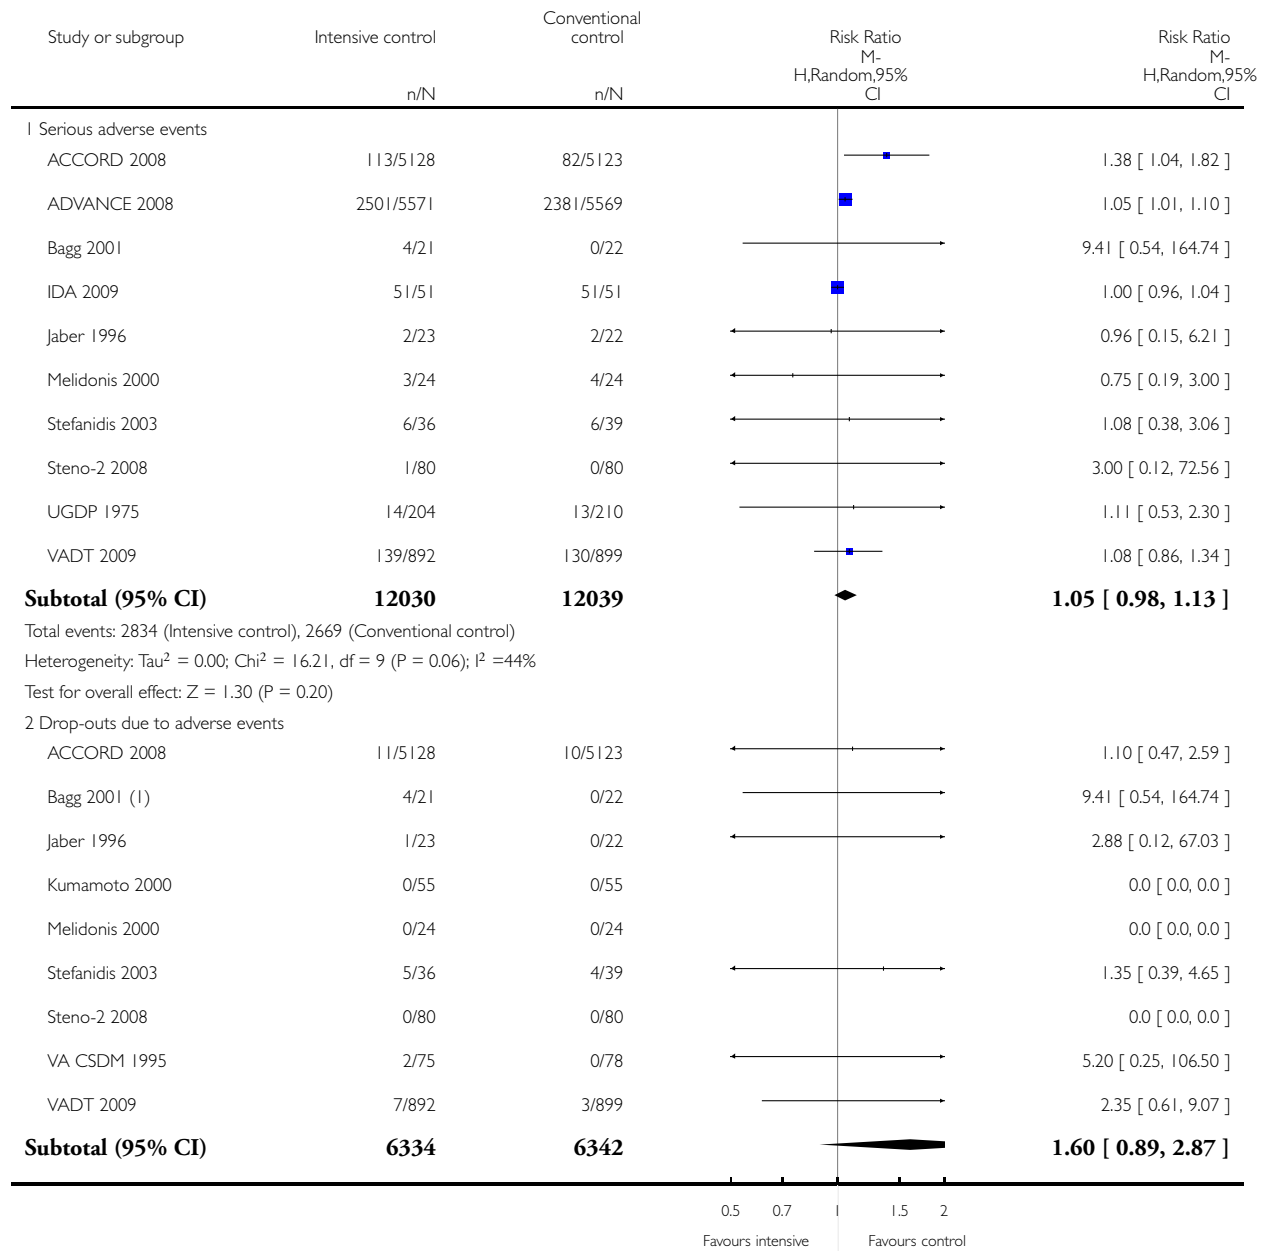 Conventional
Study or subgroup Intensive control control Risk Ratio Risk Ratio
M- M-
H,Random,95% H,Random,95%
n/N n/N CI CI
1 Serious adverse events
ACCORD 2008 113/5128 82/5123 1.38 [ 1.04, 1.82 ]
ADVANCE 2008 2501/5571 2381/5569 1.05 [ 1.01, 1.10 ]
Bagg 2001 4/21 0/22 9.41 [ 0.54, 164.74 ]
IDA 2009 51/51 51/51 1.00 [ 0.96, 1.04 ]
Jaber 1996 2/23 2/22 0.96 [ 0.15, 6.21 ]
Melidonis 2000 3/24 4/24 0.75 [ 0.19, 3.00 ]
Stefanidis 2003 6/36 6/39 1.08 [ 0.38, 3.06 ]
Steno-2 2008 1/80 0/80 3.00 [ 0.12, 72.56 ]
UGDP 1975 14/204 13/210 1.11 [ 0.53, 2.30 ]
VADT 2009 139/892 130/899 1.08 [ 0.86, 1.34 ]
Subtotal (95% CI) 12030 12039 1.05 [ 0.98, 1.13 ]
Total events: 2834 (Intensive control), 2669 (Conventional control)
Heterogeneity: Tau² = 0.00; Chi² = 16.21, df = 9 (P = 0.06); I² =44%
Test for overall effect: Z = 1.30 (P = 0.20)
2 Drop-outs due to adverse events
ACCORD 2008 11/5128 10/5123 1.10 [ 0.47, 2.59 ]
Bagg 2001 (1) 4/21 0/22 9.41 [ 0.54, 164.74 ]
Jaber 1996 1/23 0/22 2.88 [ 0.12, 67.03 ]
Kumamoto 2000 0/55 0/55 0.0 [ 0.0, 0.0 ]
Melidonis 2000 0/24 0/24 0.0 [ 0.0, 0.0 ]
Stefanidis 2003 5/36 4/39 1.35 [ 0.39, 4.65 ]
Steno-2 2008 0/80 0/80 0.0 [ 0.0, 0.0 ]
VA CSDM 1995 2/75 0/78 5.20 [ 0.25, 106.50 ]
VADT 2009 7/892 3/899 2.35 [ 0.61, 9.07 ]
Subtotal (95% CI) 6334 6342 1.60 [ 0.89, 2.87 ]
0.5 0.7 1 1.5 2
Favours intensive Favours control